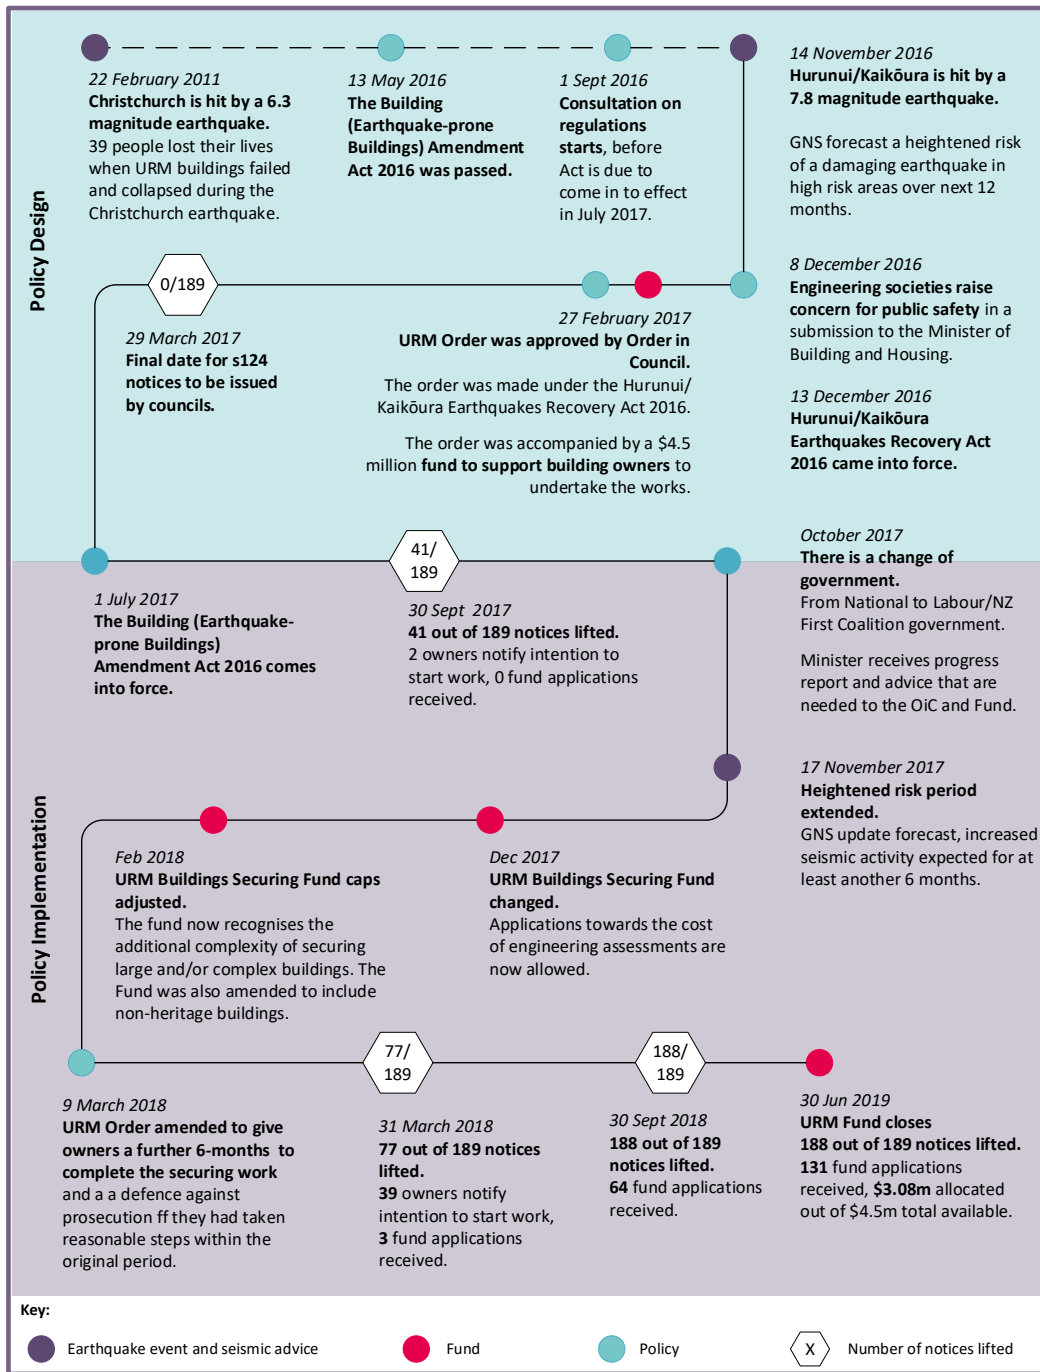 Policy Design
22 February 2011
Christchurch is hit by a 6.3
magnitude earthquake.
39 people lost their lives
when URM buildings failed
and collapsed during the
Christchurch earthquake.
13 May 2016
The Building
(Earthquake-prone
Buildings) Amendment
Act 2016 was passed.
1 Sept 2016
Consultation on
regulations
starts, before
Act is due to
come in to effect
in July 2017.
14 November 2016
Hurunui/Kaikōura is hit by a
7.8 magnitude earthquake.
GNS forecast a heightened risk
of a damaging earthquake in
high risk areas over next 12
months.
8 December 2016
Engineering societies raise
concern for public safety in a
submission to the Minister of
Building and Housing.
13 December 2016
Hurunui/Kaikōura
Earthquakes Recovery Act
2016 came into force.
27 February 2017
URM Order was approved by Order in
Council.
The order was made under the Hurunui/
Kaikōura Earthquakes Recovery Act 2016.
The order was accompanied by a $4.5
million fund to support building owners to
undertake the works.
0/189
29 March 2017
Final date for s124
notices to be issued
by councils.
Policy Implementation
1 July 2017
The Building (Earthquake-
prone Buildings)
Amendment Act 2016 comes
into force.
41/
189
30 Sept 2017
41 out of 189 notices lifted.
2 owners notify intention to
start work, 0 fund applications
received.
October 2017
There is a change of
government.
From National to Labour/NZ
First Coalition government.
Minister receives progress
report and advice that are
needed to the OiC and Fund.
17 November 2017
Heightened risk period
extended.
GNS update forecast, increased
seismic activity expected for at
least another 6 months.
Dec 2017
URM Buildings Securing Fund
changed.
Applications towards the cost
of engineering assessments are
now allowed.
Feb 2018
URM Buildings Securing Fund caps
adjusted.
The fund now recognises the
additional complexity of securing
large and/or complex buildings. The
Fund was also amended to include
non-heritage buildings.
9 March 2018
URM Order amended to give
owners a further 6-months to
complete the securing work
and a a defence against
prosecution ff they had taken
reasonable steps within the
original period.
77/
189
31 March 2018
77 out of 189 notices
lifted.
39 owners notify
intention to start work,
3 fund applications
received.
188/
189
30 Sept 2018
188 out of 189
notices lifted.
64 fund applications
received.
30 Jun 2019
URM Fund closes
188 out of 189 notices lifted.
131 fund applications
received, $3.08m allocated
out of $4.5m total available.
Key:
Earthquake event and seismic advice
Fund
Policy
X
Number of notices lifted